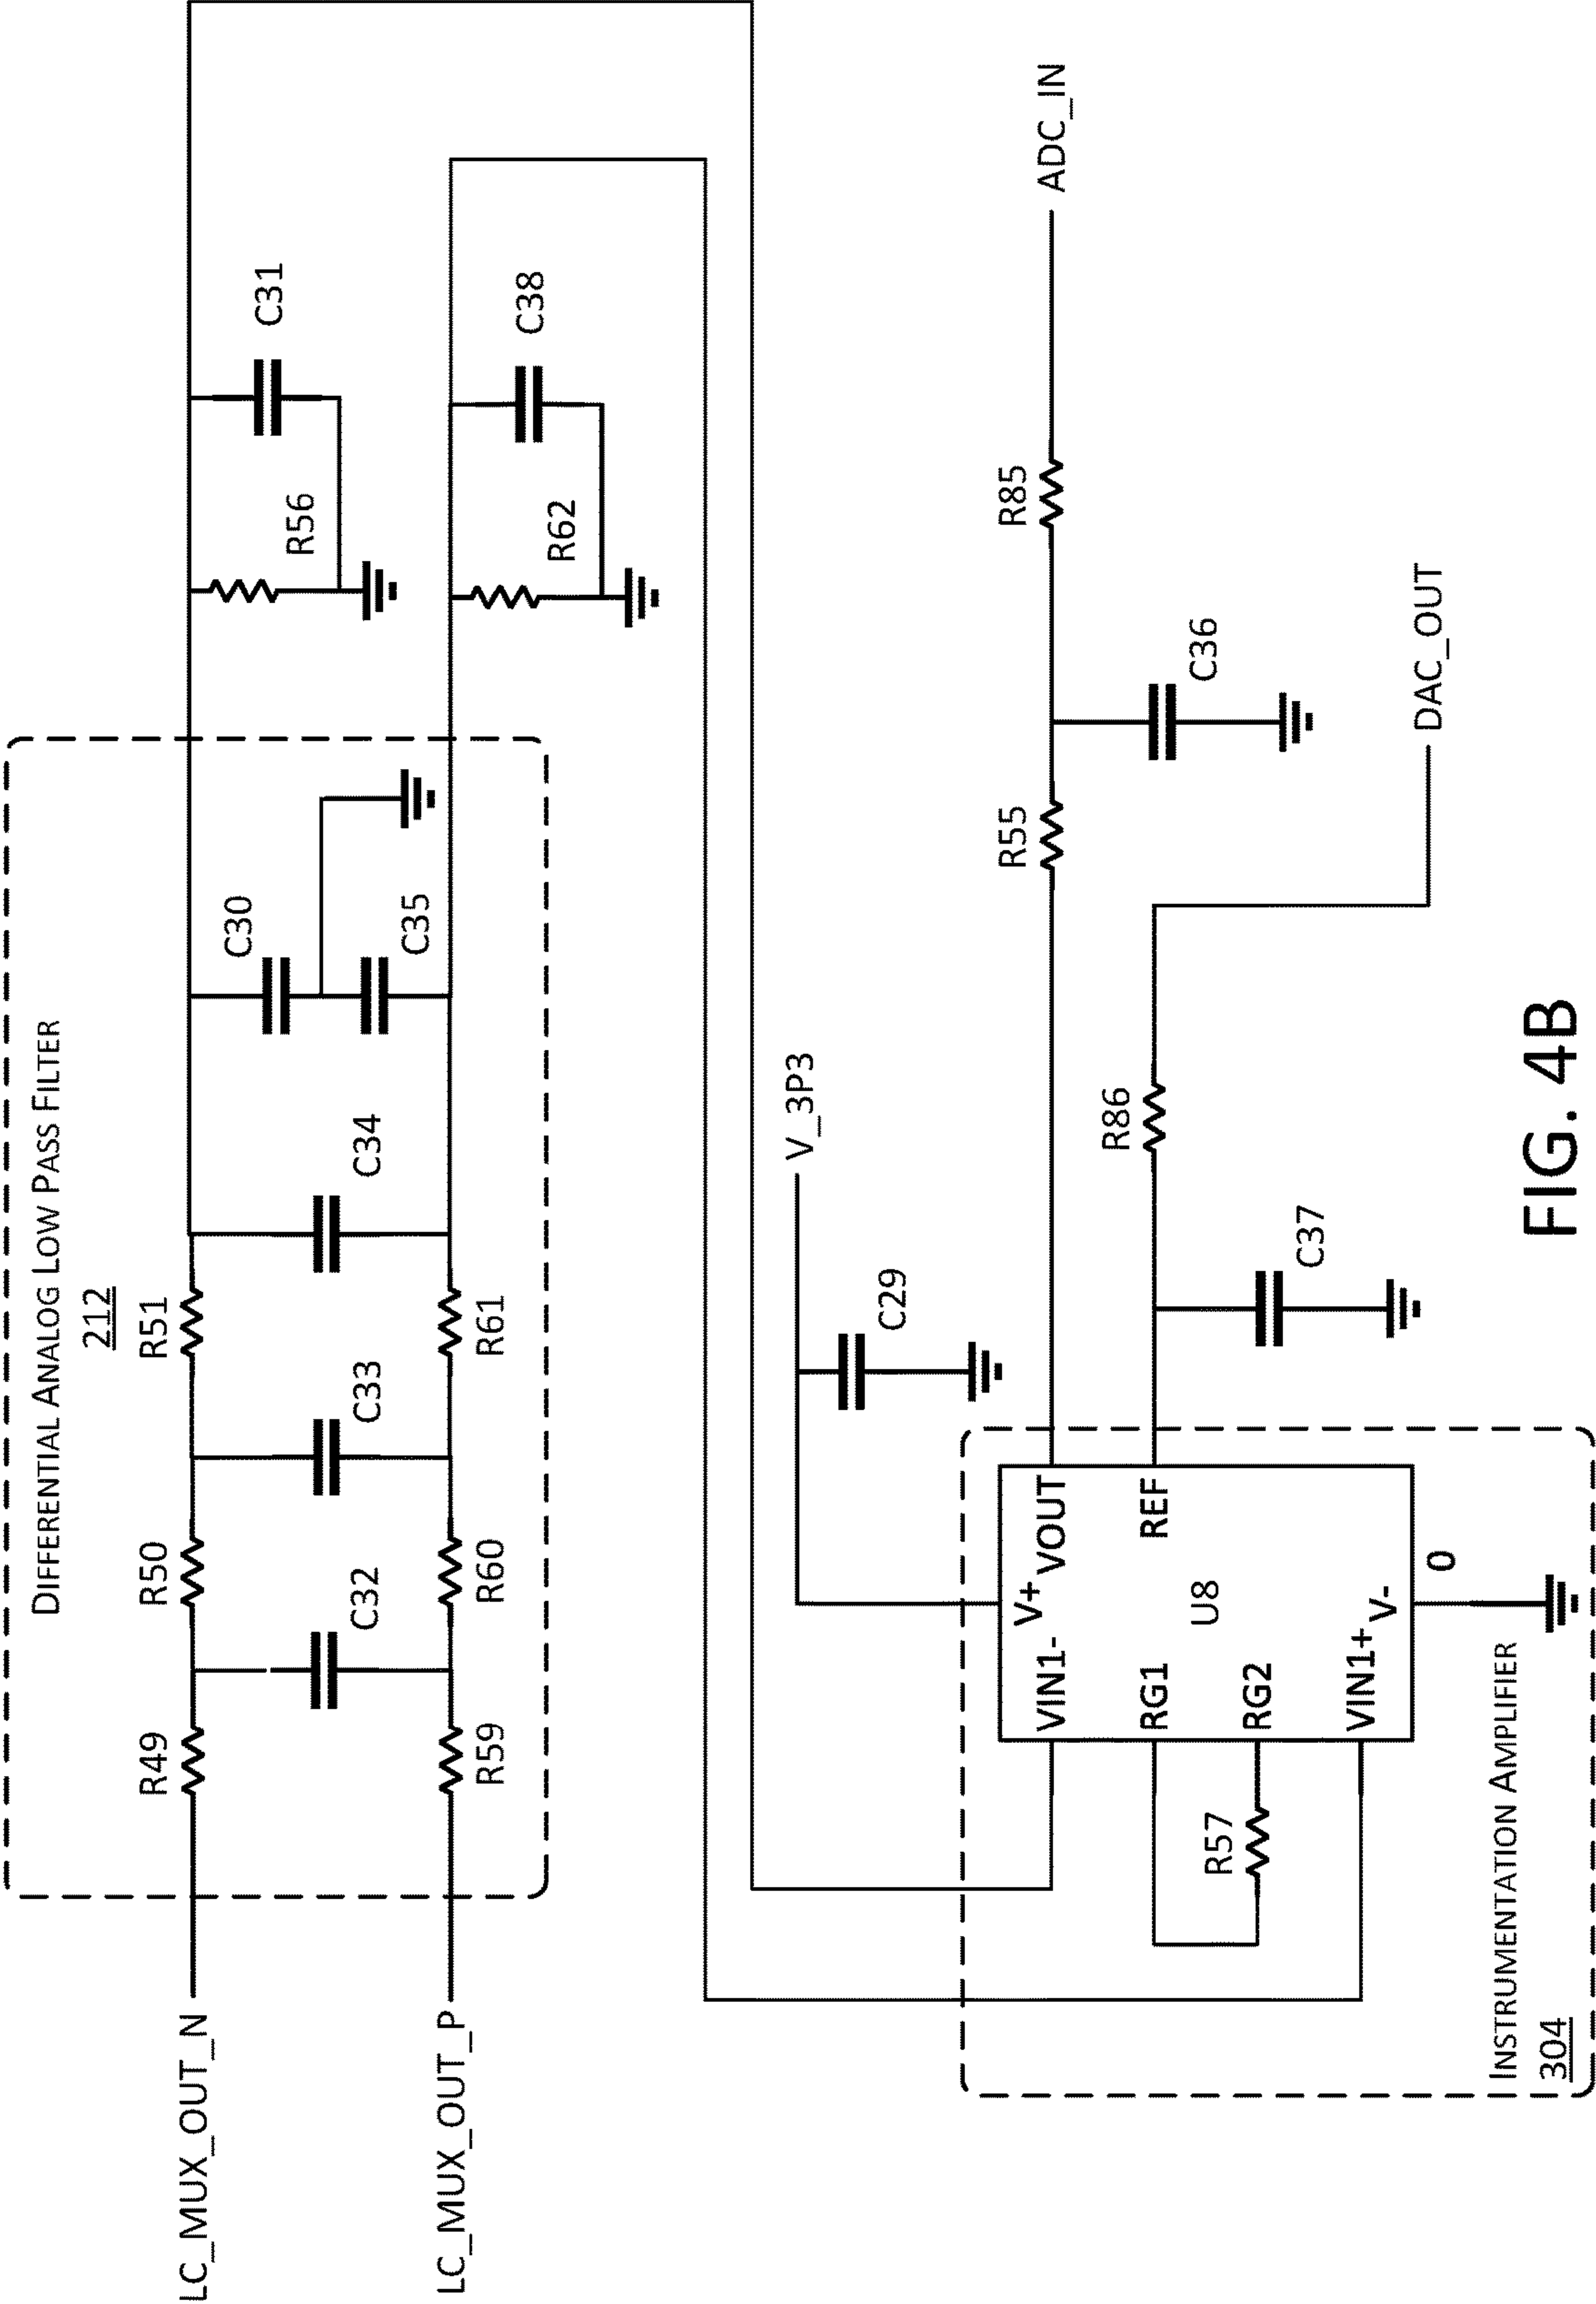 DIFFERENTIAL ANALOG LOW PASS FILTER
212
LC_MUX_OUT_N
R49
R50
R51
C32
C33
C34
C30
C35
R56
C31
LC_MUX_OUT_P
R59
R60
R61
R62
C38
V_3P3
C29
R55
R85
ADC_IN
C36
R86
C37
DAC_OUT
V+
VIN1-
VOUT
RG1
REF
U8
RG2
VIN1+
V-
0
R57
INSTRUMENTATION AMPLIFIER
304
FIG. 4B